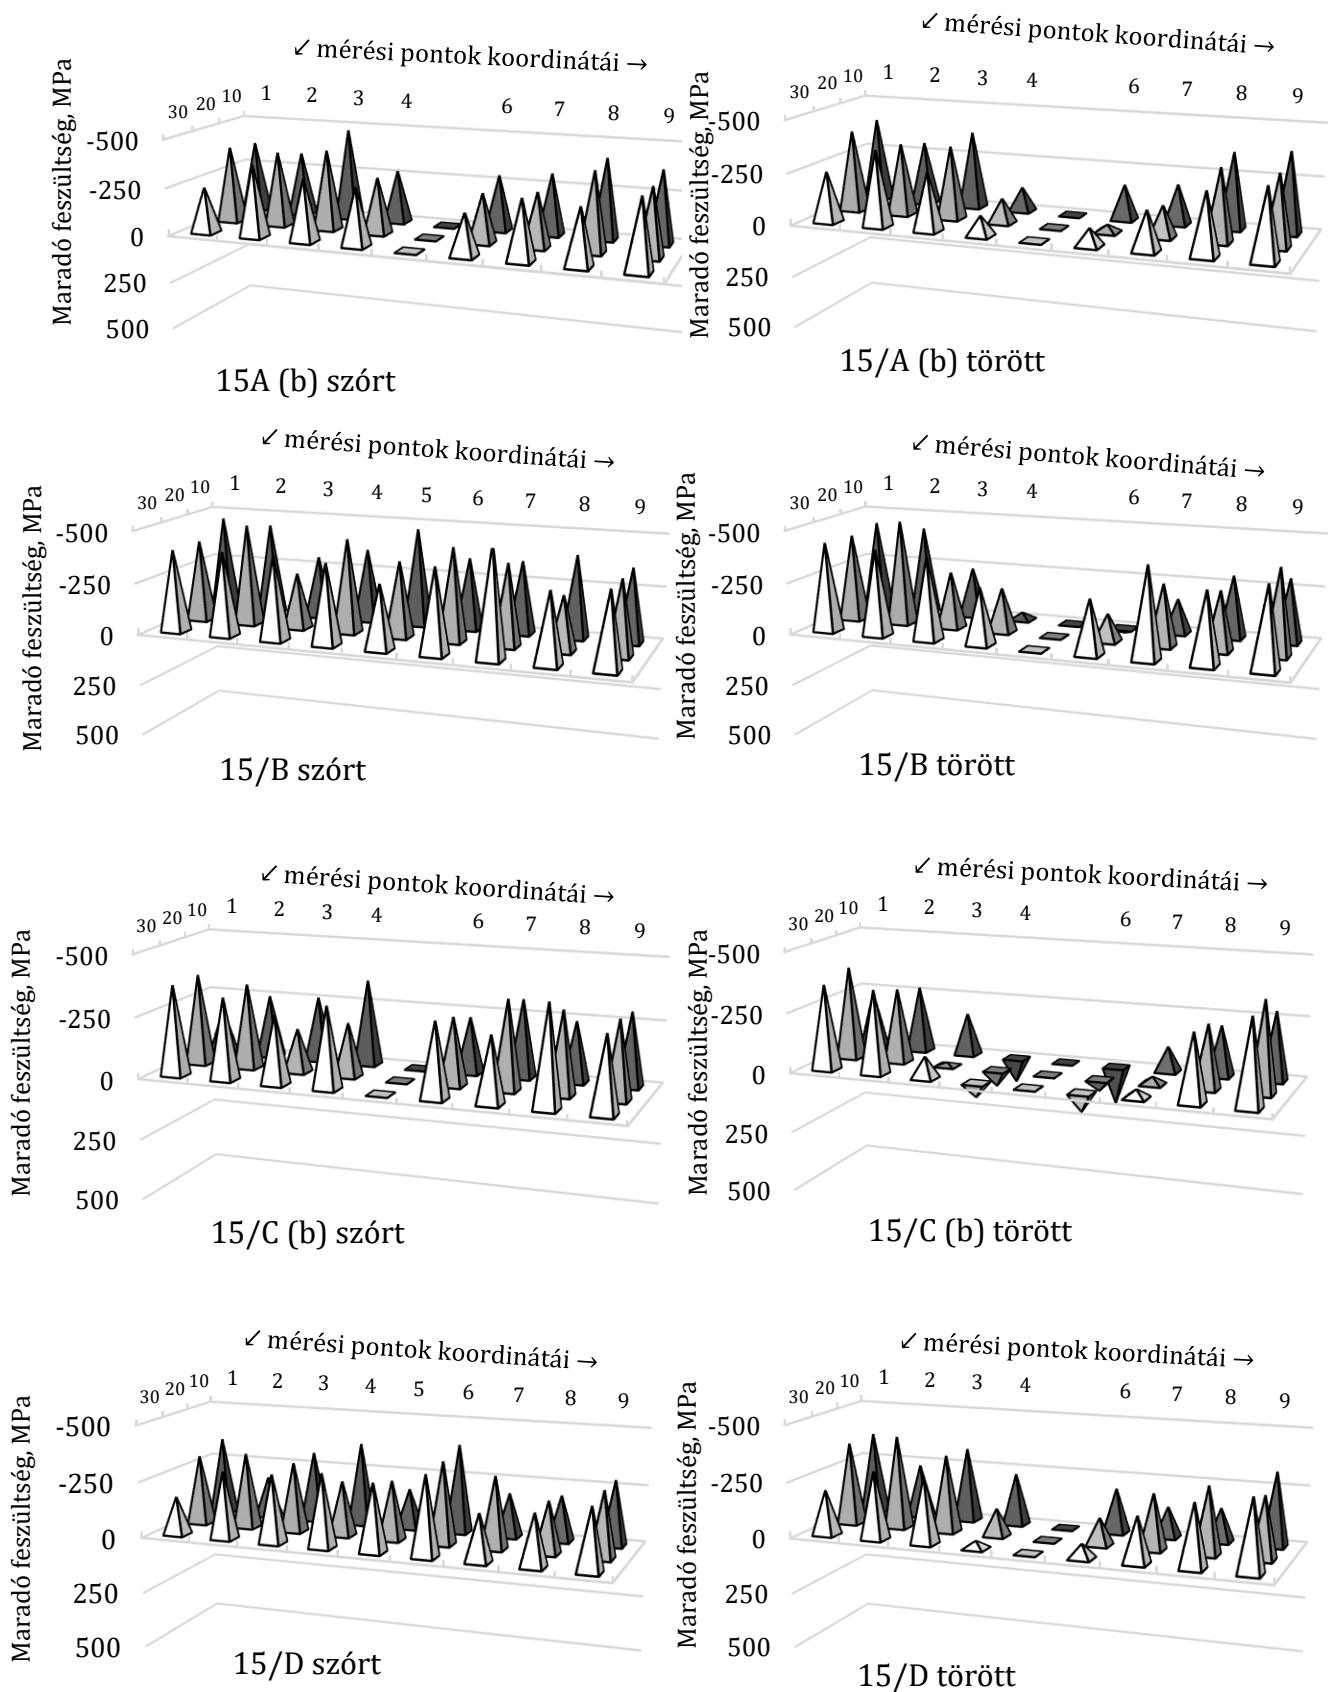 ↙ mérési pontok koordinátái →
Maradó feszültség, MPa
30 20 10 1 2 3 4 6 7 8 9
-500
-250
0
250
500
15A (b) szórt
↙ mérési pontok koordinátái →
Maradó feszültség, MPa
30 20 10 1 2 3 4 6 7 8 9
-500
-250
0
250
500
15/A (b) törött
↙ mérési pontok koordinátái →
Maradó feszültség, MPa
30 20 10 1 2 3 4 5 6 7 8 9
-500
-250
0
250
500
15/B szórt
↙ mérési pontok koordinátái →
Maradó feszültség, MPa
30 20 10 1 2 3 4 6 7 8 9
-500
-250
0
250
500
15/B törött
↙ mérési pontok koordinátái →
Maradó feszültség, MPa
30 20 10 1 2 3 4 6 7 8 9
-500
-250
0
250
500
15/C (b) szórt
↙ mérési pontok koordinátái →
Maradó feszültség, MPa
30 20 10 1 2 3 4 6 7 8 9
-500
-250
0
250
500
15/C (b) törött
↙ mérési pontok koordinátái →
Maradó feszültség, MPa
30 20 10 1 2 3 4 5 6 7 8 9
-500
-250
0
250
500
15/D szórt
↙ mérési pontok koordinátái →
Maradó feszültség, MPa
30 20 10 1 2 3 4 6 7 8 9
-500
-250
0
250
500
15/D törött